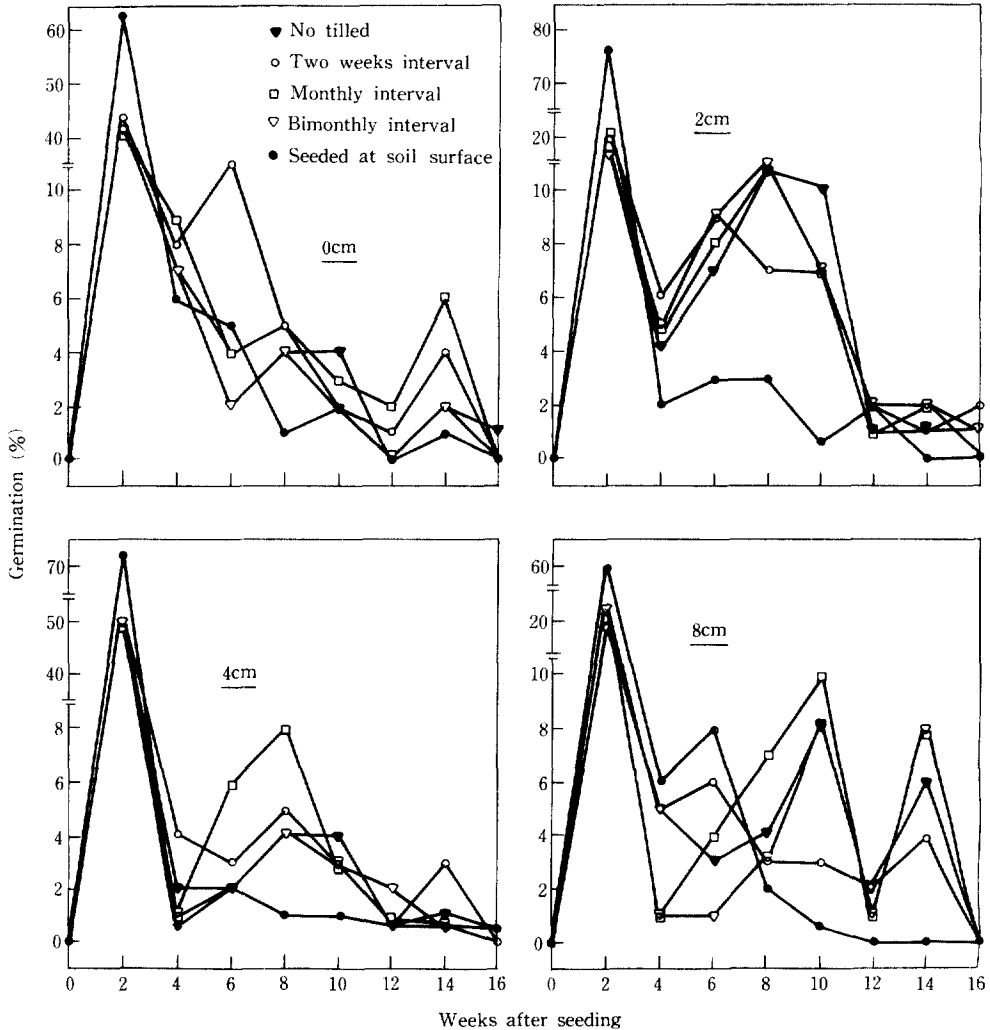 60
50
40
10
8
6
4
2
0
▼ No tilled
○ Two weeks interval
□ Monthly interval
▽ Bimonthly interval
● Seeded at soil surface
0cm
80
70
20
10
8
6
4
2
0
2cm
Germination (%)
70
50
40
8
6
4
2
0
4cm
0 2 4 6 8 10 12 14 16
60
20
10
8
6
4
2
0
8cm
0 2 4 6 8 10 12 14 16
Weeks after seeding